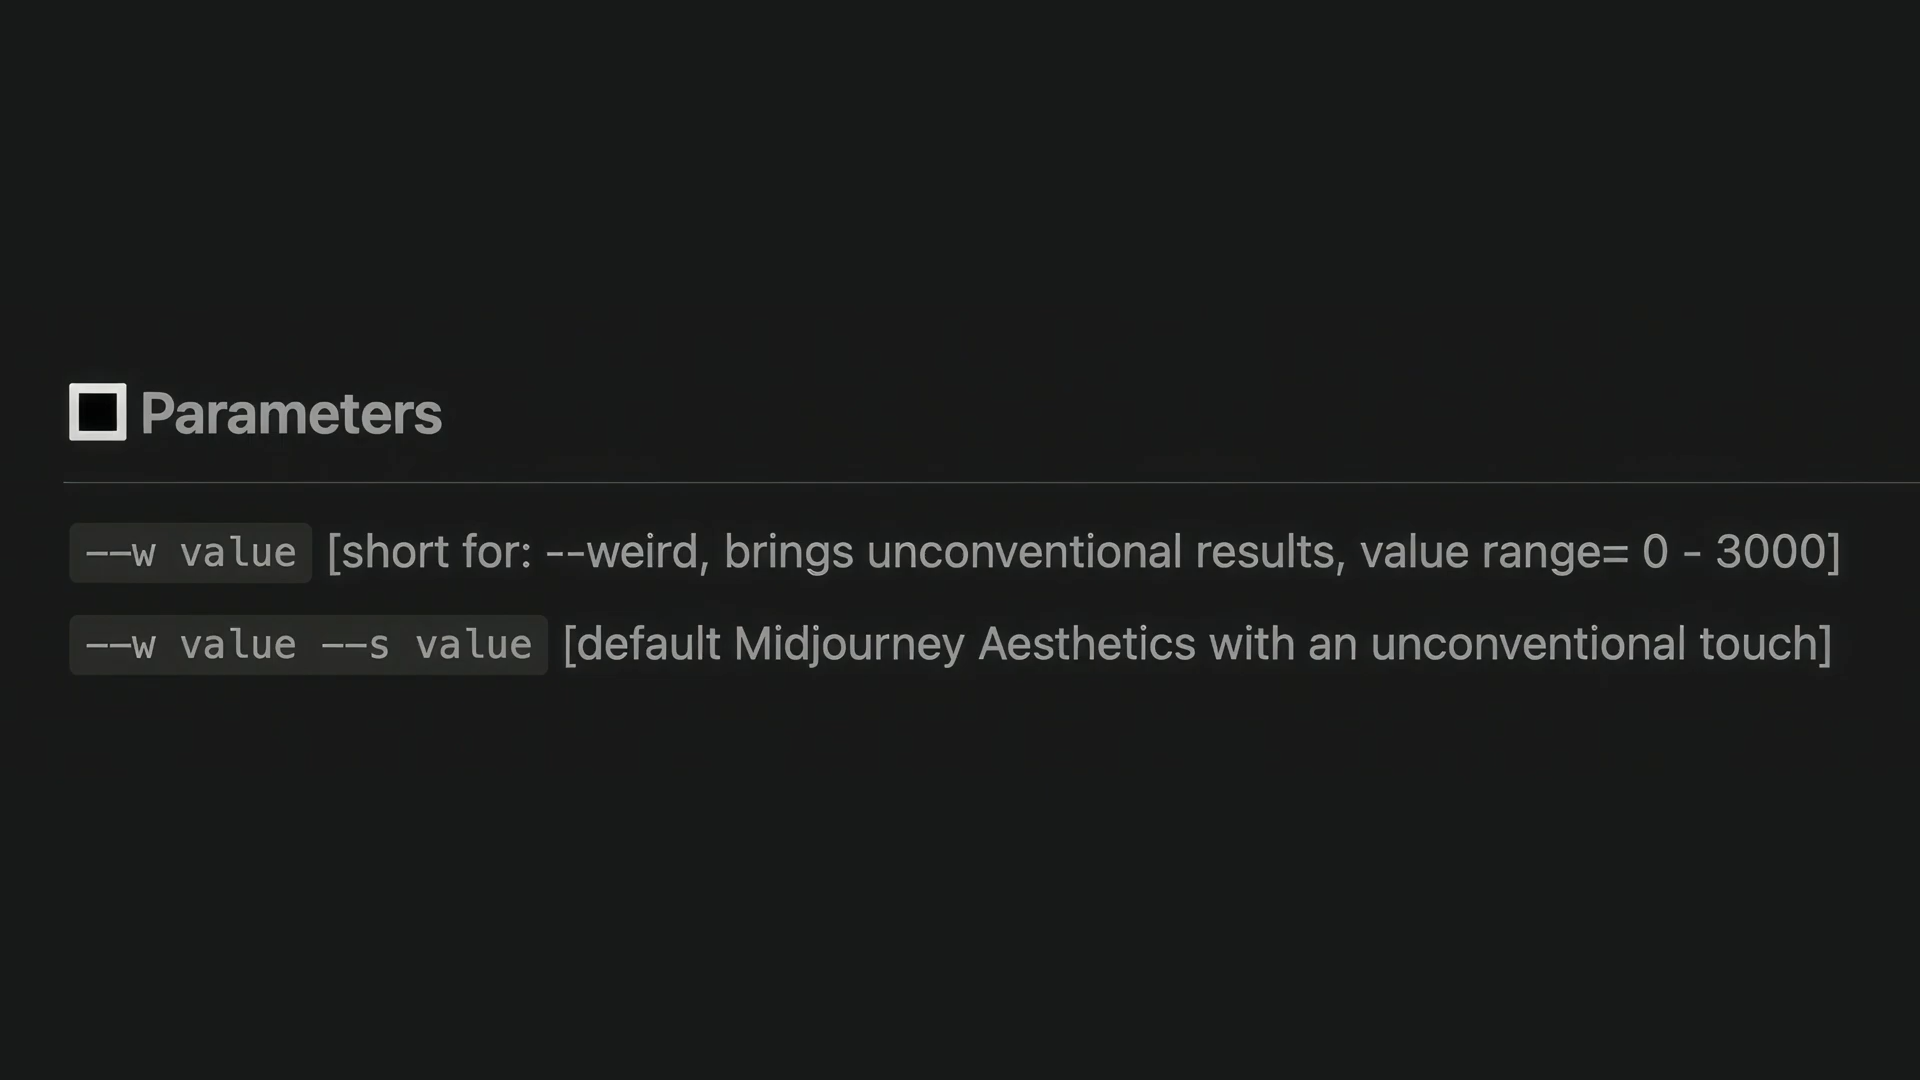 Parameters
--w value [short for: --weird, brings unconventional results, value range= 0 - 3000]
--w value --s value [default Midjourney Aesthetics with an unconventional touch]